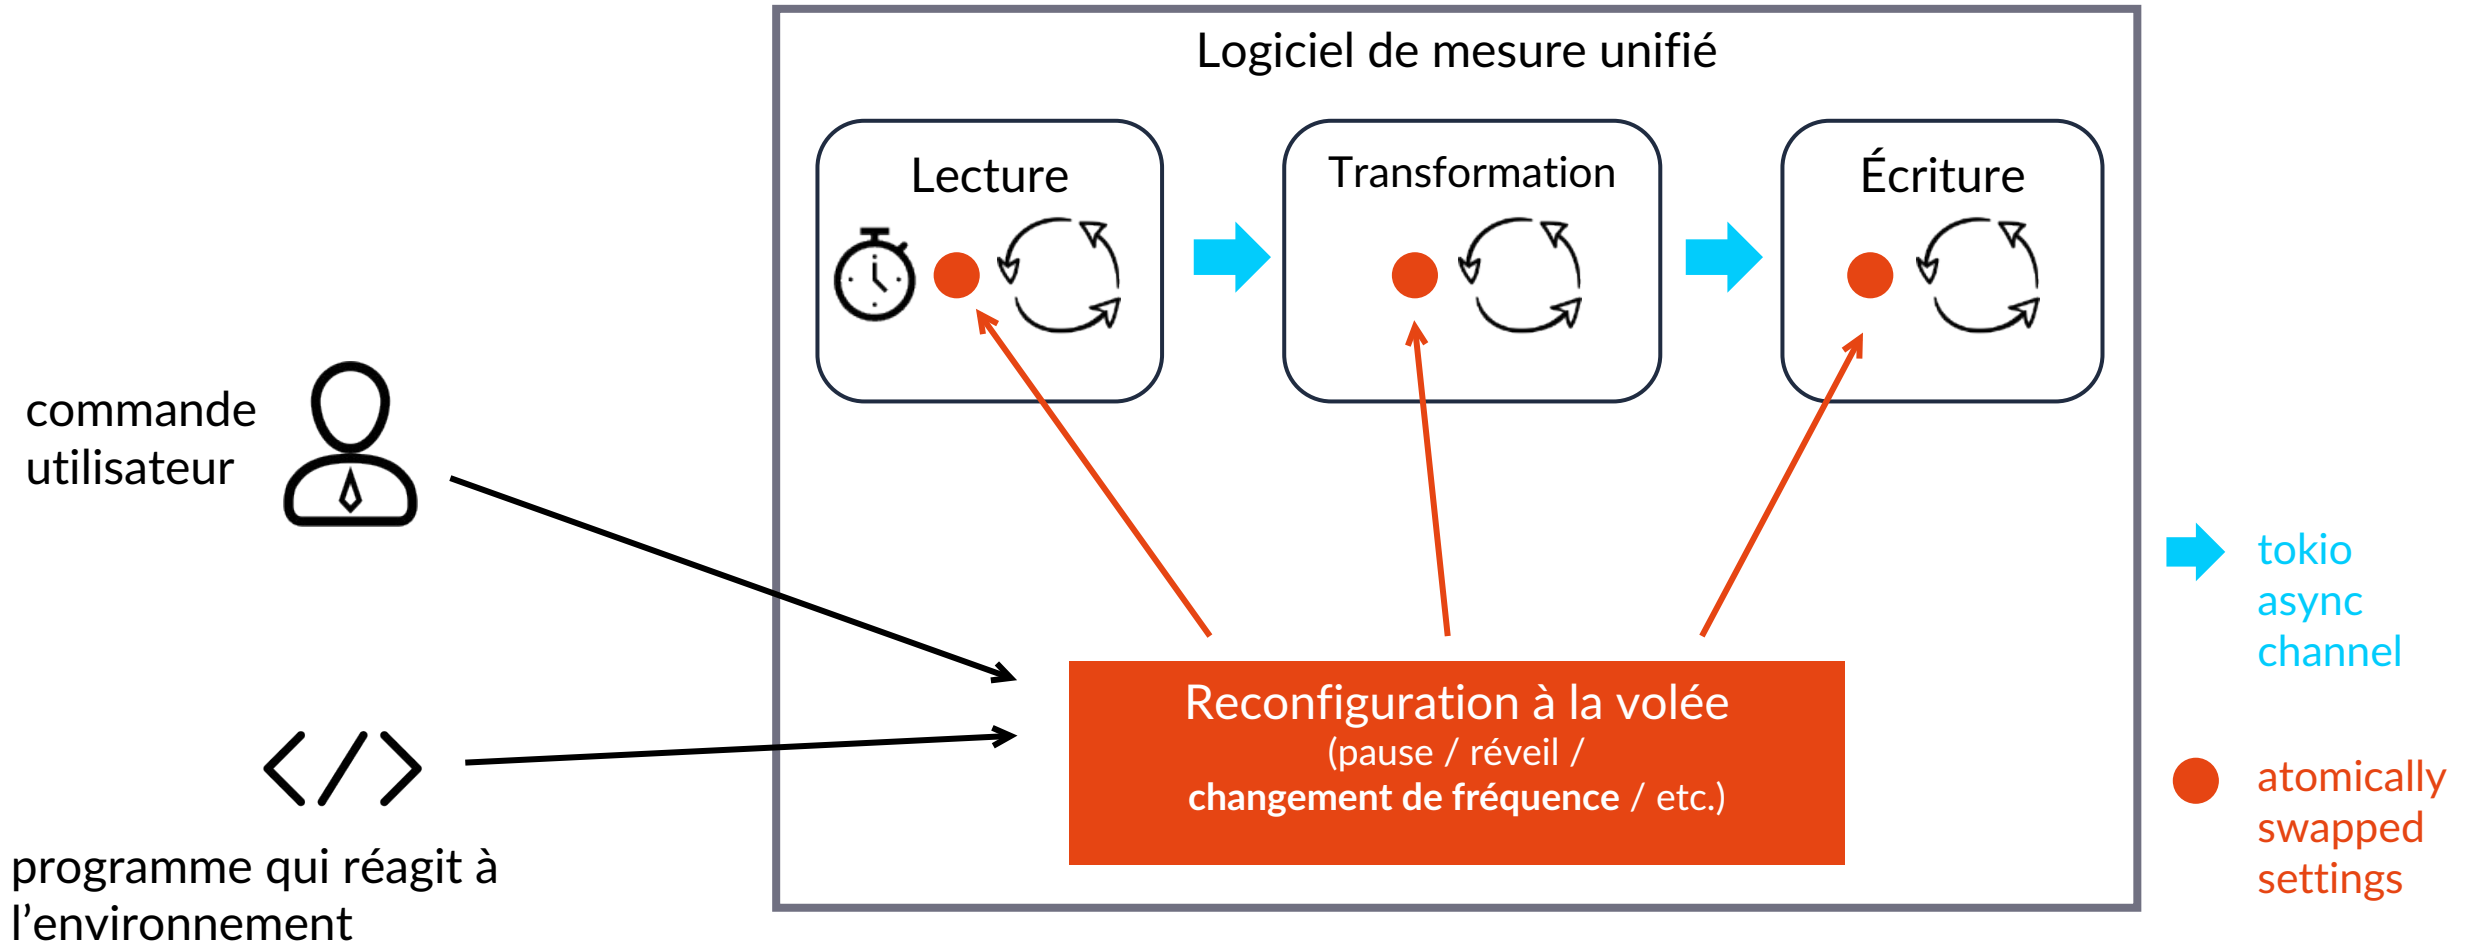 Logiciel de mesure unifié
Lecture
Transformation
Écriture
commande
utilisateur
programme qui réagit à
l’environnement
Reconfiguration à la volée
(pause / réveil /
changement de fréquence / etc.)
tokio
async
channel
atomically
swapped
settings